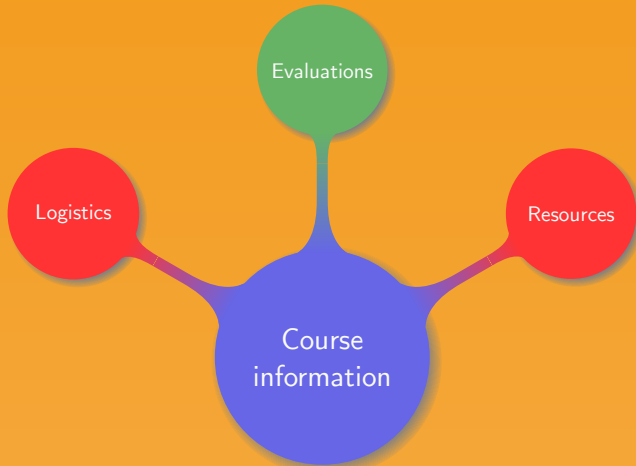 Evaluations
Logistics
Resources
Course
information